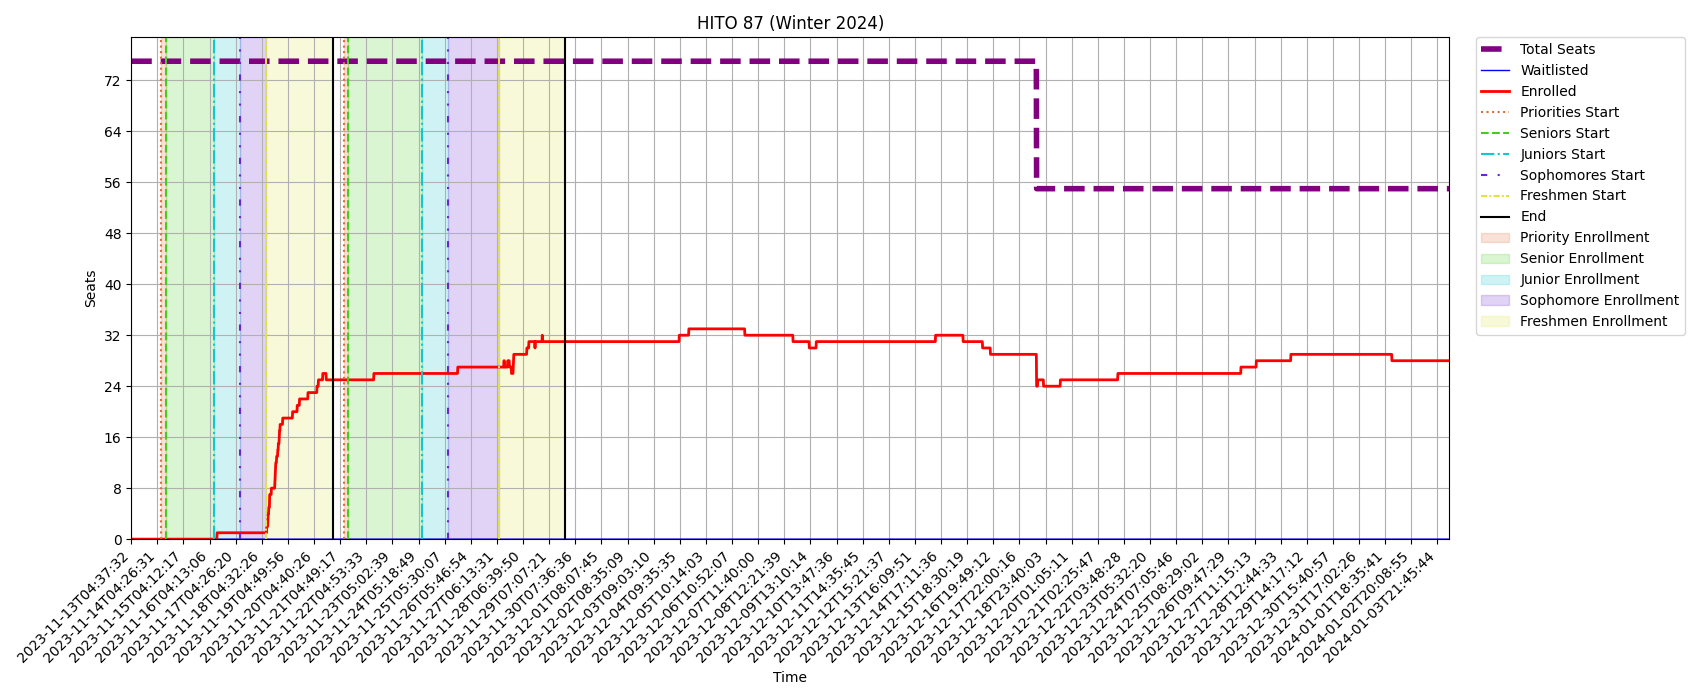 HITO 87 (Winter 2024)
Seats
72
64
56
48
40
32
24
16
8
0
2023-11-13T04:37:32
2023-11-14T04:26:31
2023-11-15T04:12:17
2023-11-16T04:13:06
2023-11-17T04:26:20
2023-11-18T04:32:26
2023-11-19T04:49:56
2023-11-20T04:40:26
2023-11-21T04:49:17
2023-11-22T04:53:33
2023-11-23T05:02:39
2023-11-24T05:18:49
2023-11-25T05:30:07
2023-11-26T05:46:54
2023-11-27T06:13:31
2023-11-28T06:39:50
2023-11-29T07:07:21
2023-11-30T07:36:36
2023-12-01T08:07:45
2023-12-02T08:35:09
2023-12-03T09:03:10
2023-12-04T09:35:35
2023-12-05T10:14:03
2023-12-06T10:52:07
2023-12-07T11:40:00
2023-12-08T12:21:39
2023-12-09T13:10:14
2023-12-10T13:47:36
2023-12-11T14:35:45
2023-12-12T15:21:37
2023-12-13T16:09:51
2023-12-14T17:11:36
2023-12-15T18:30:19
2023-12-16T19:49:12
2023-12-17T22:00:16
2023-12-18T23:40:03
2023-12-20T01:05:11
2023-12-21T02:25:47
2023-12-22T03:48:28
2023-12-23T05:32:20
2023-12-24T07:05:46
2023-12-25T08:29:02
2023-12-26T09:47:29
2023-12-27T11:15:13
2023-12-28T12:44:33
2023-12-29T14:17:12
2023-12-30T15:40:57
2023-12-31T17:02:26
2024-01-01T18:35:41
2024-01-02T20:08:55
2024-01-03T21:45:44
Time
Total Seats
Waitlisted
Enrolled
Priorities Start
Seniors Start
Juniors Start
Sophomores Start
Freshmen Start
End
Priority Enrollment
Senior Enrollment
Junior Enrollment
Sophomore Enrollment
Freshmen Enrollment